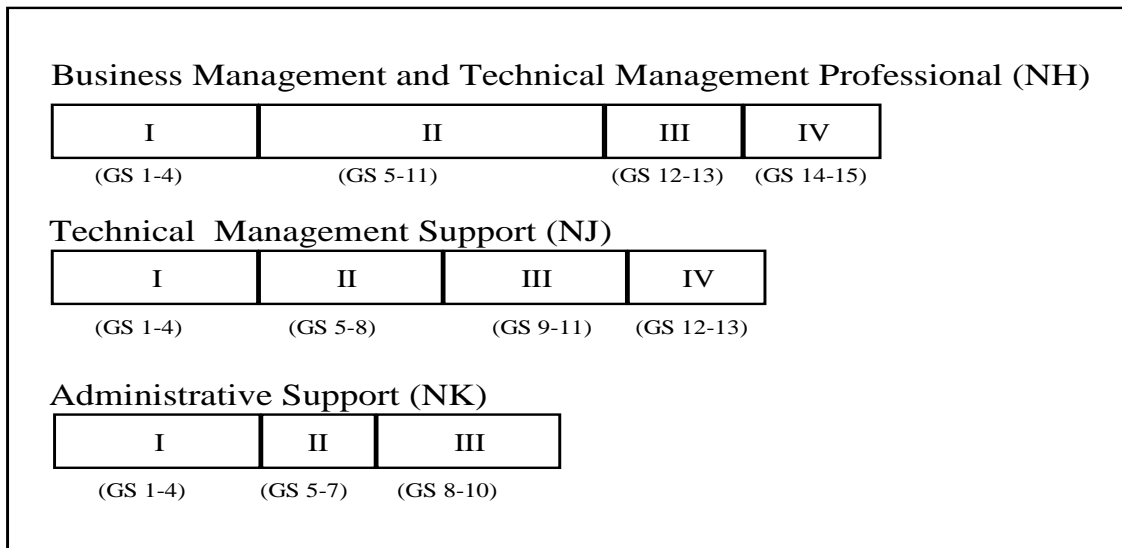 Business Management and Technical Management Professional (NH)
I II III IV
(GS 1-4) (GS 5-11) (GS 12-13) (GS 14-15)
Technical Management Support (NJ)
I II III IV
(GS 1-4) (GS 5-8) (GS 9-11) (GS 12-13)
Administrative Support (NK)
I II III
(GS 1-4) (GS 5-7) (GS 8-10)